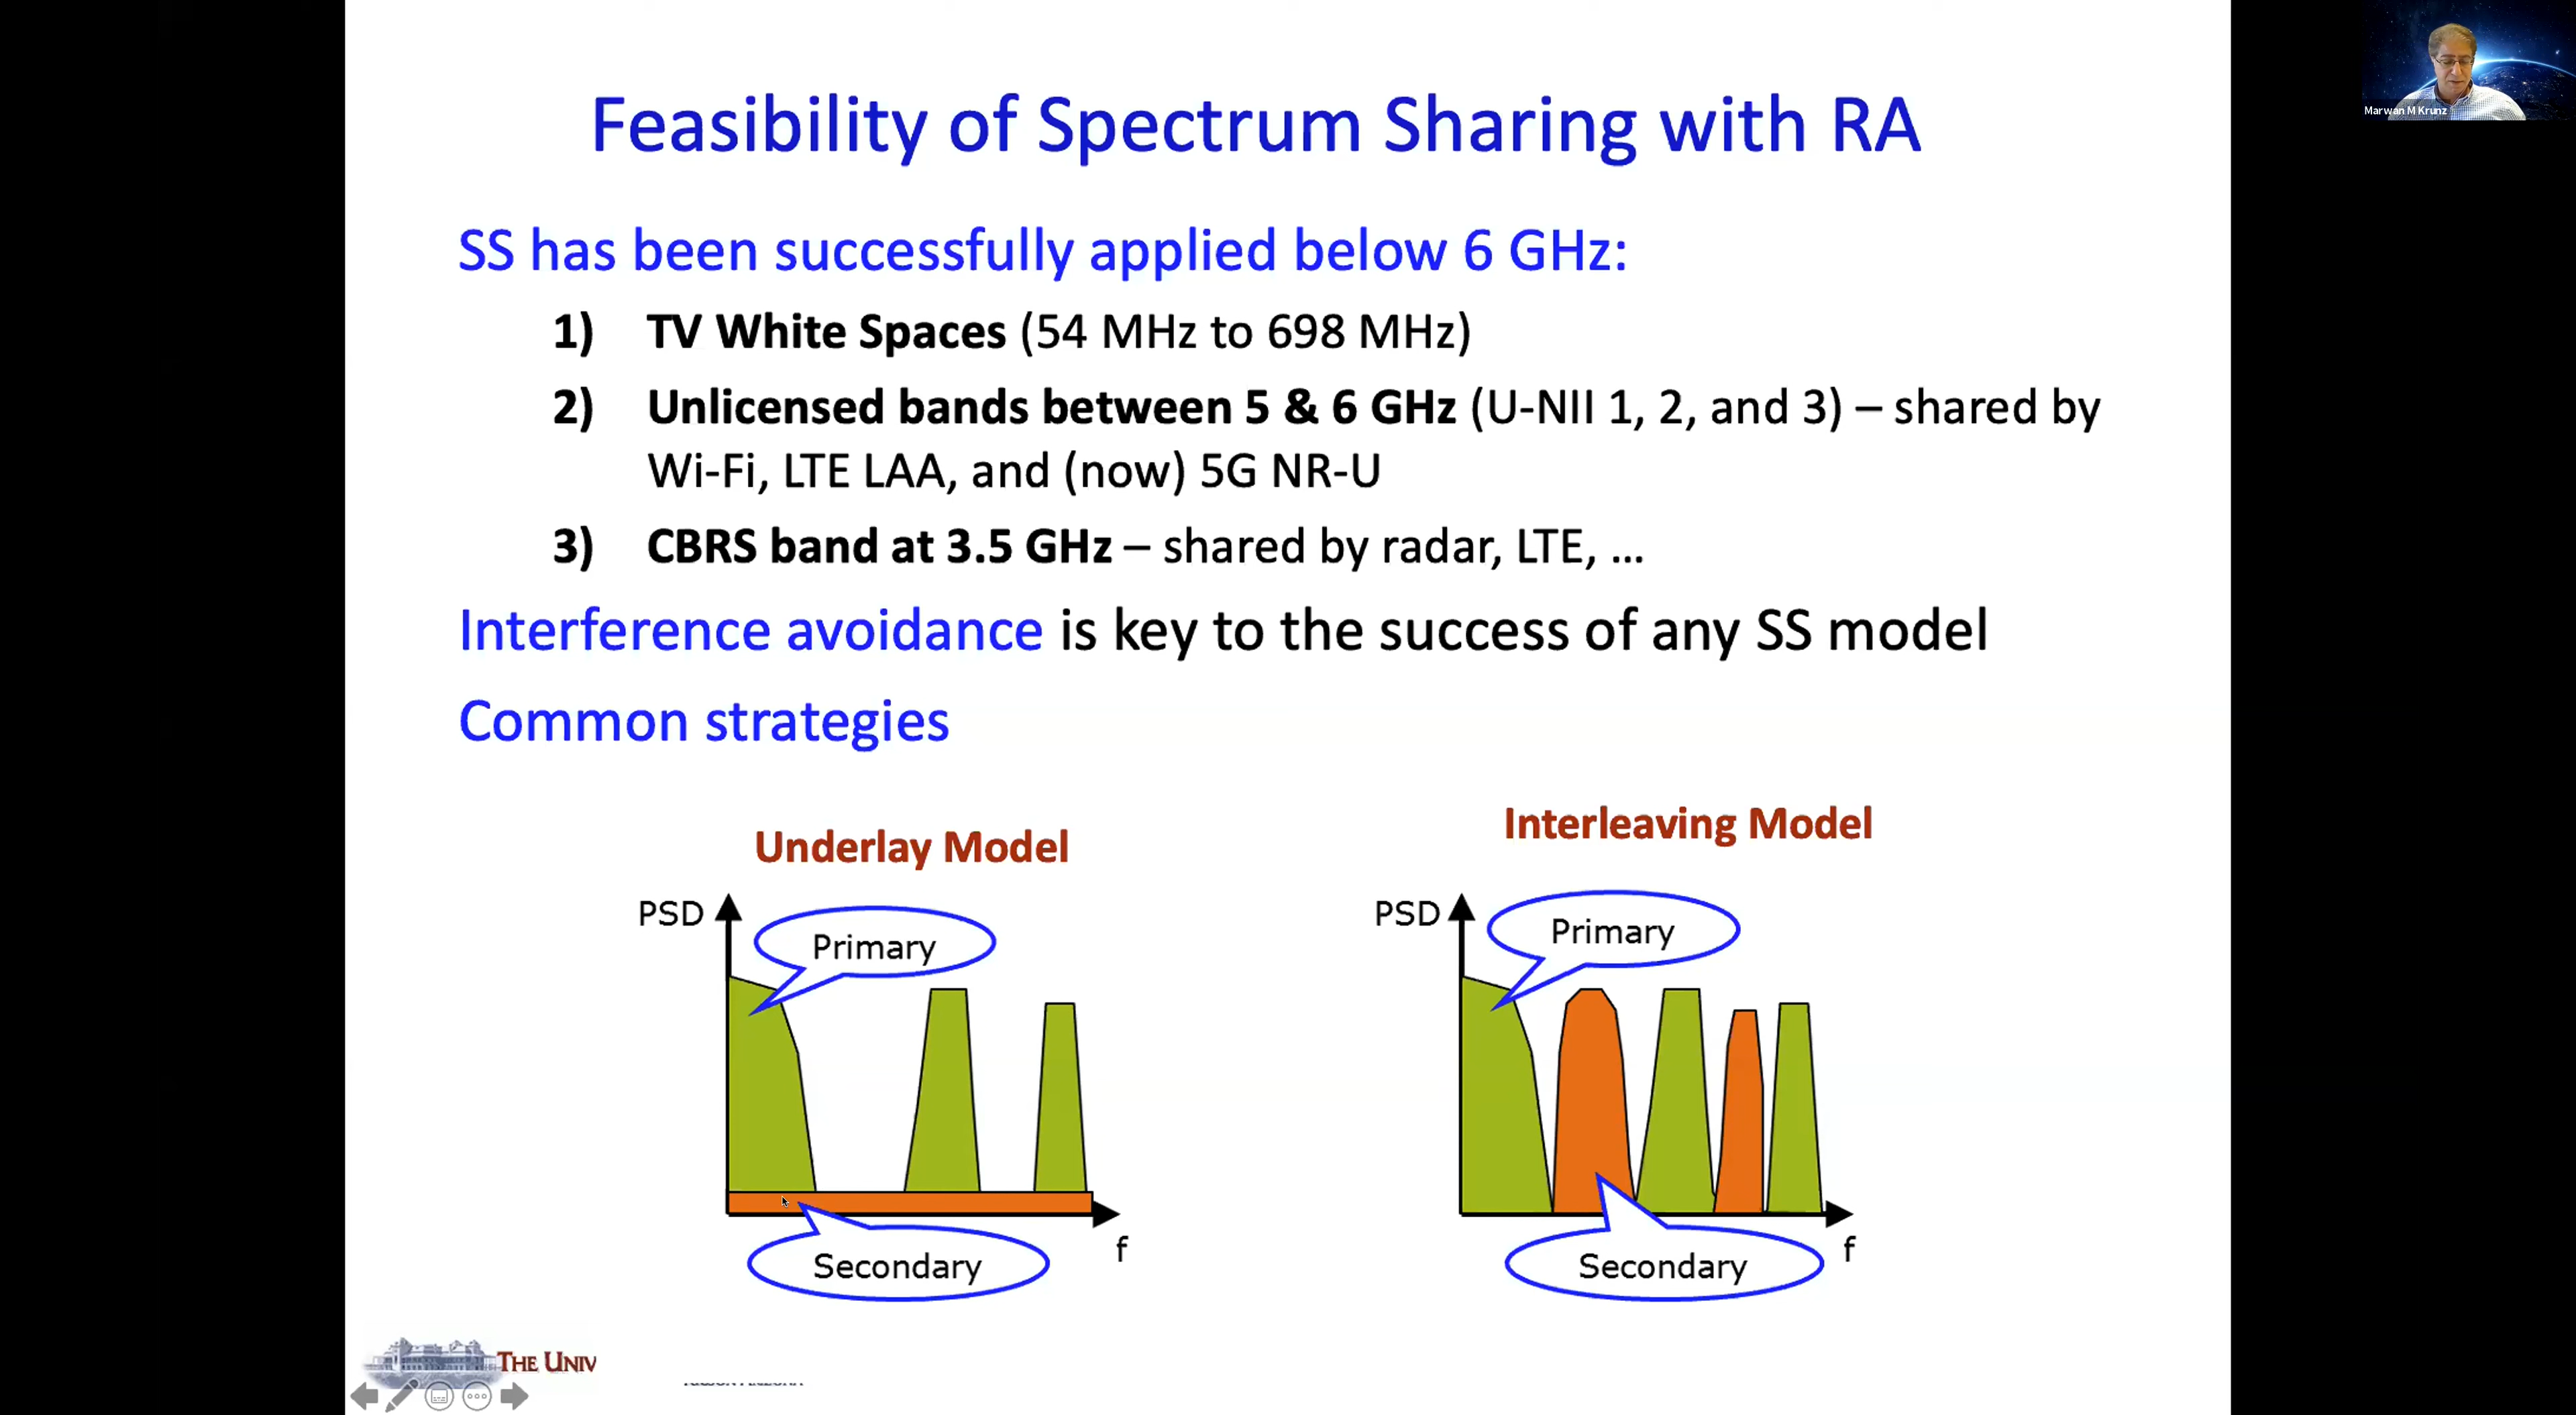 Marwan M Krunz
Feasibility of Spectrum Sharing with RA
SS has been successfully applied below 6 GHz:
1) TV White Spaces (54 MHz to 698 MHz)
2) Unlicensed bands between 5 & 6 GHz (U-NII 1, 2, and 3) – shared by
Wi-Fi, LTE LAA, and (now) 5G NR-U
3) CBRS band at 3.5 GHz – shared by radar, LTE, ...
Interference avoidance is key to the success of any SS model
Common strategies
Underlay Model
PSD
Primary
Secondary
f
Interleaving Model
PSD
Primary
Secondary
f
THE UNIV